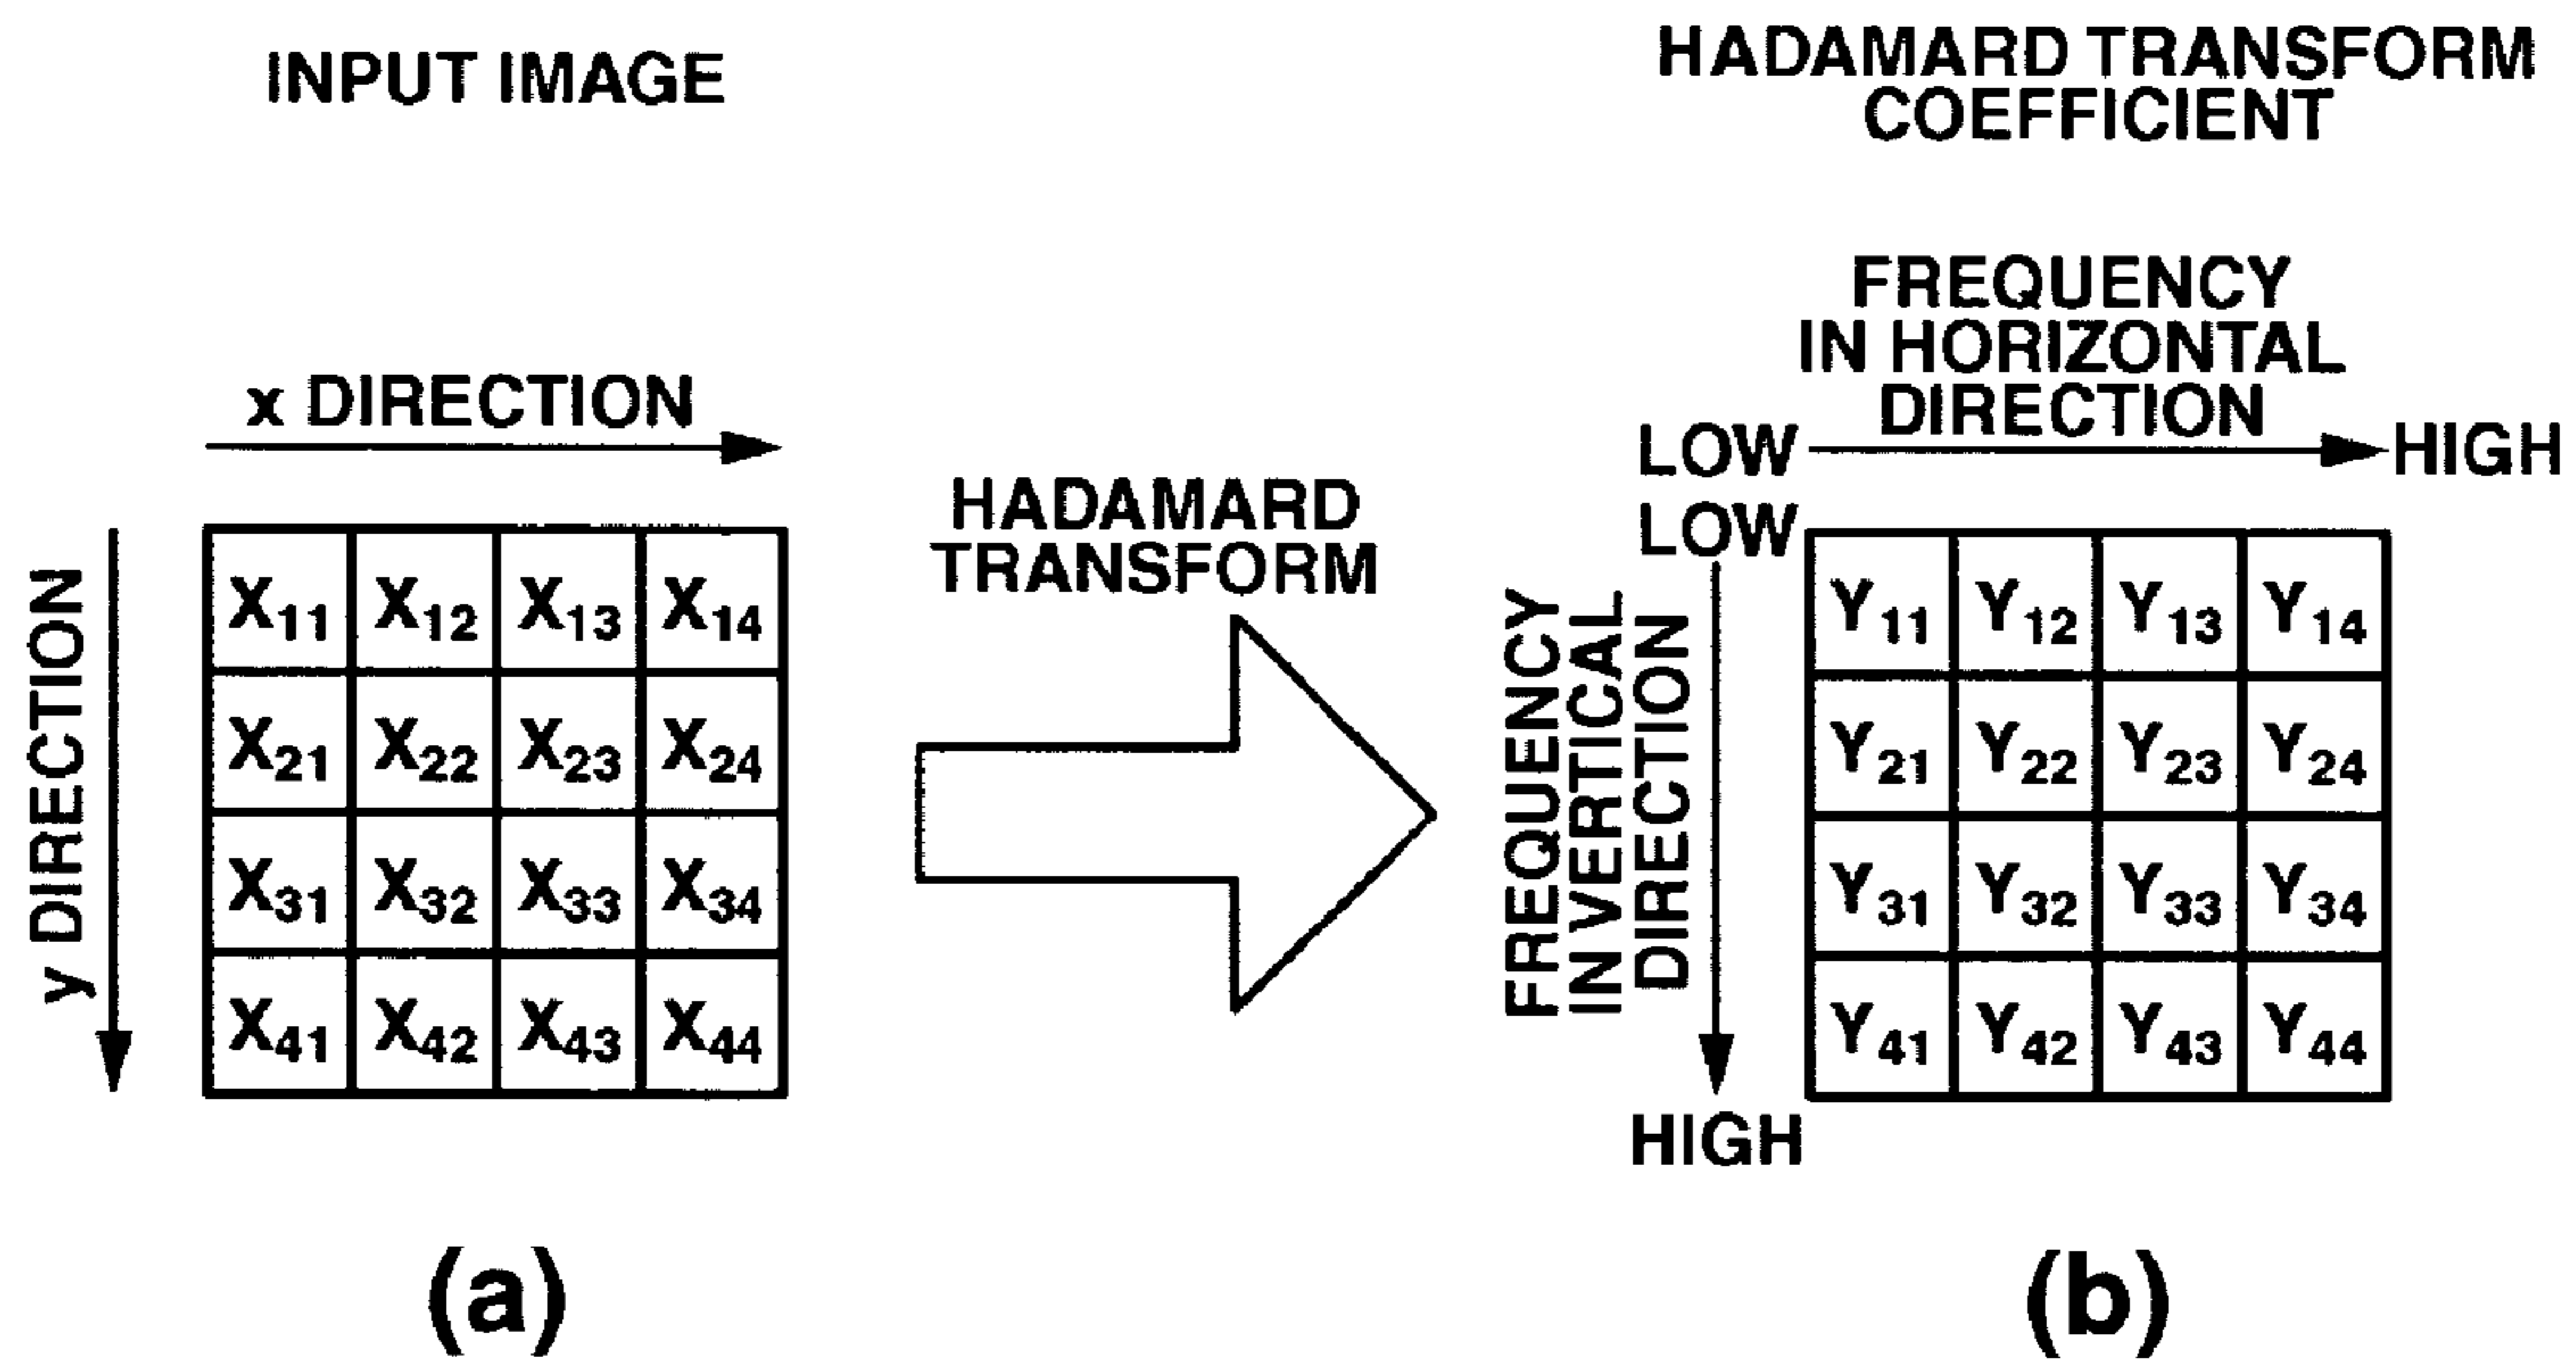 INPUT IMAGE
HADAMARD TRANSFORM
COEFFICIENT
x DIRECTION
y DIRECTION
X11 X12 X13 X14
X21 X22 X23 X24
X31 X32 X33 X34
X41 X42 X43 X44
(a)
HADAMARD
TRANSFORM
FREQUENCY
IN HORIZONTAL
DIRECTION
LOW
HIGH
LOW
FREQUENCY
IN VERTICAL
DIRECTION
HIGH
Y11 Y12 Y13 Y14
Y21 Y22 Y23 Y24
Y31 Y32 Y33 Y34
Y41 Y42 Y43 Y44
(b)